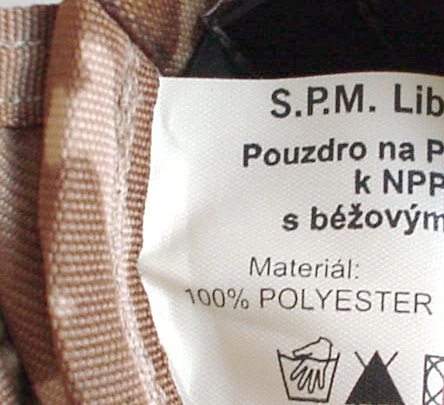 S.P.M. Lib
Pouzdro na P
k NPP
s béžovým
Materiál:
100% POLYESTER